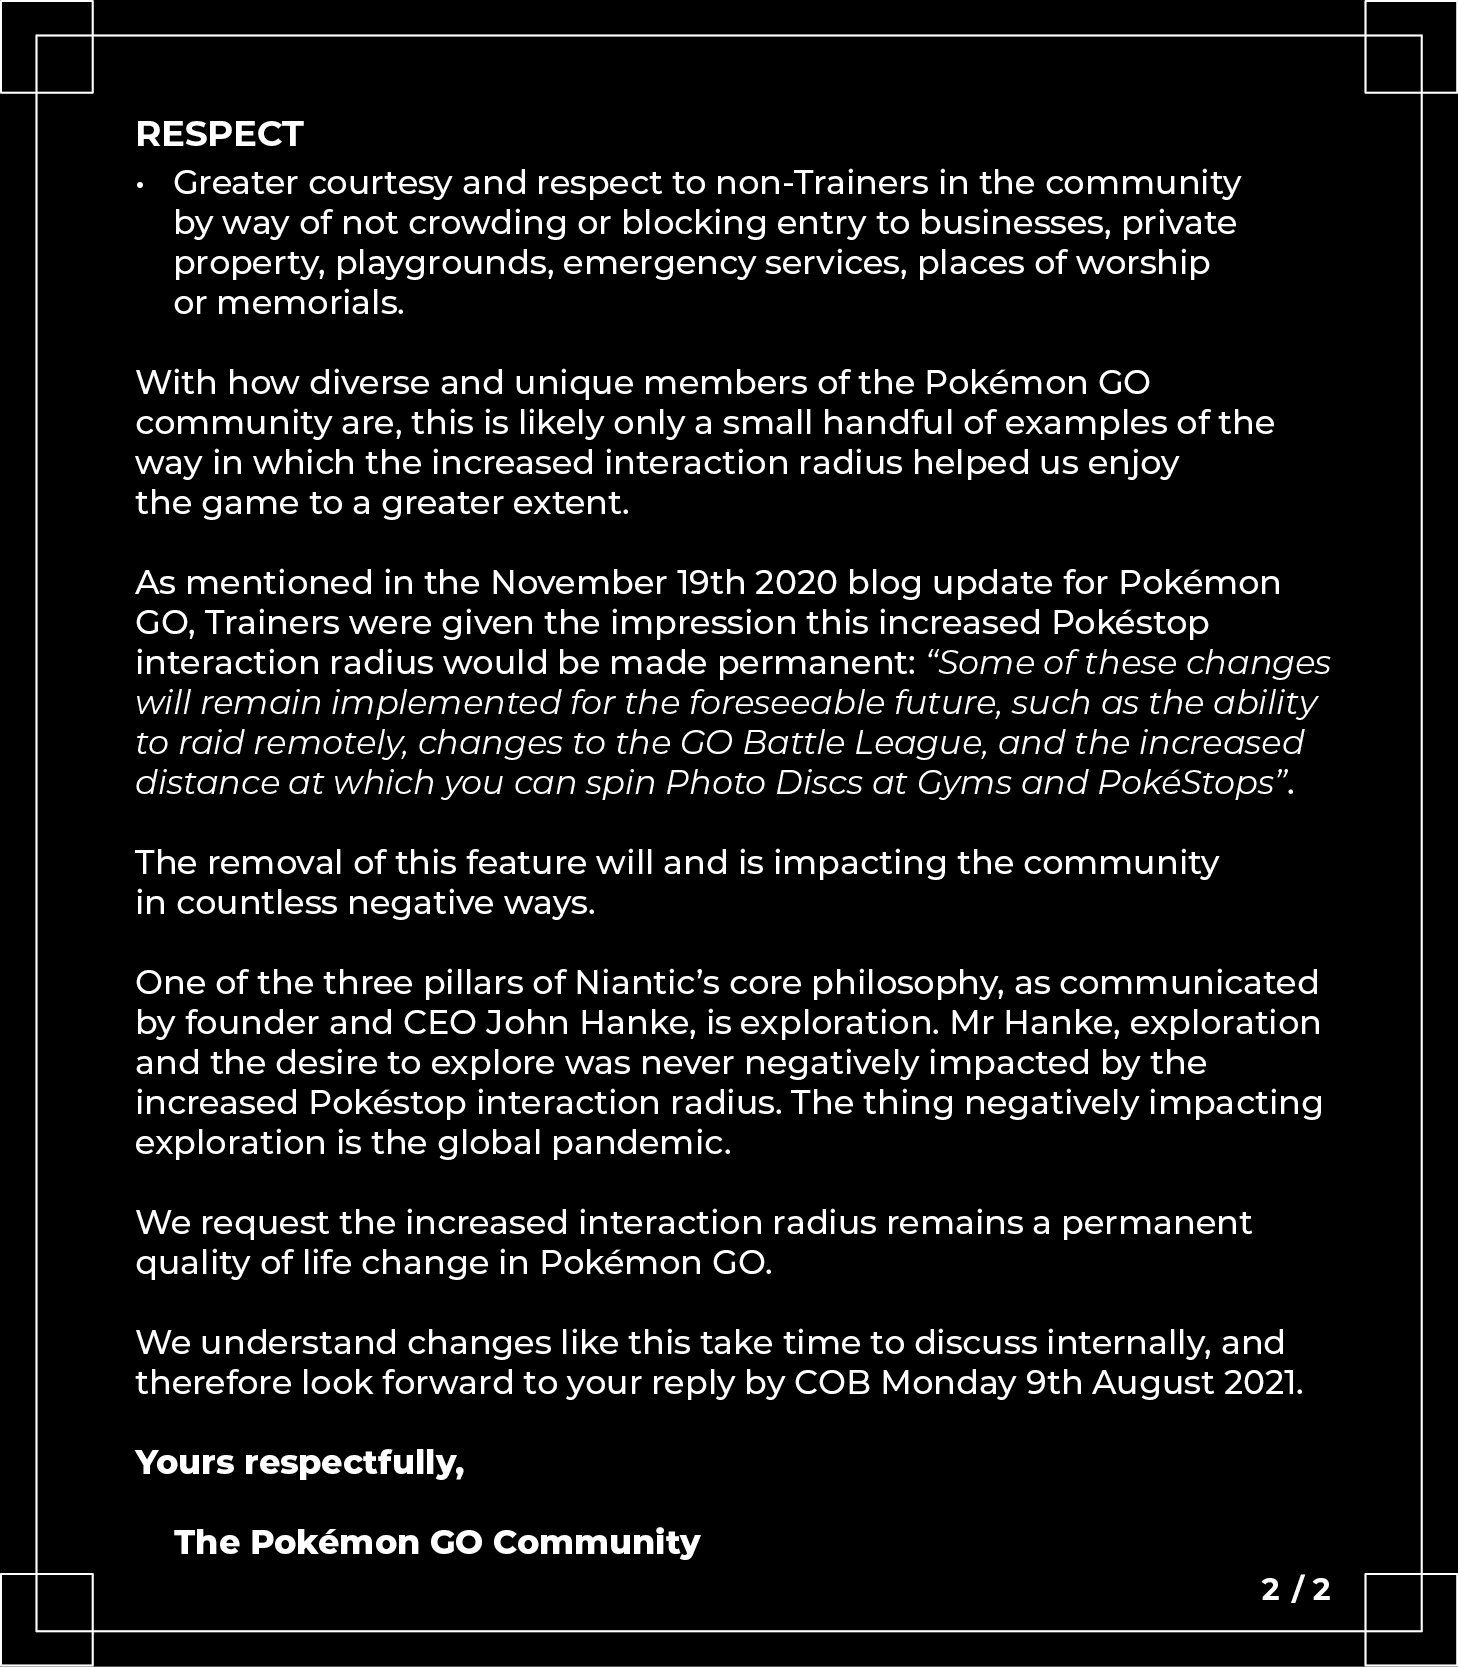 RESPECT
• Greater courtesy and respect to non-Trainers in the community
by way of not crowding or blocking entry to businesses, private
property, playgrounds, emergency services, places of worship
or memorials.
With how diverse and unique members of the Pokémon GO
community are, this is likely only a small handful of examples of the
way in which the increased interaction radius helped us enjoy
the game to a greater extent.
As mentioned in the November 19th 2020 blog update for Pokémon
GO, Trainers were given the impression this increased Pokéstop
interaction radius would be made permanent: “Some of these changes
will remain implemented for the foreseeable future, such as the ability
to raid remotely, changes to the GO Battle League, and the increased
distance at which you can spin Photo Discs at Gyms and PokéStops”.
The removal of this feature will and is impacting the community
in countless negative ways.
One of the three pillars of Niantic’s core philosophy, as communicated
by founder and CEO John Hanke, is exploration. Mr Hanke, exploration
and the desire to explore was never negatively impacted by the
increased Pokéstop interaction radius. The thing negatively impacting
exploration is the global pandemic.
We request the increased interaction radius remains a permanent
quality of life change in Pokémon GO.
We understand changes like this take time to discuss internally, and
therefore look forward to your reply by COB Monday 9th August 2021.
Yours respectfully,
The Pokémon GO Community
2 / 2